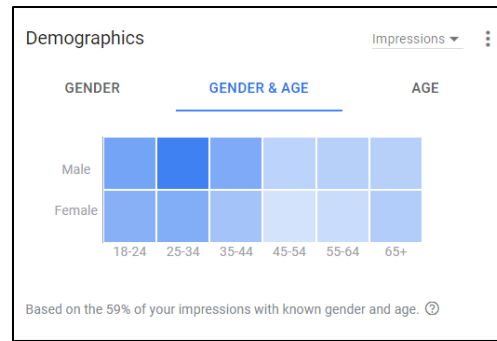 Demographics
Impressions
GENDER
GENDER & AGE
AGE
Male
Female
18-24 25-34 35-44 45-54 55-64 65+
Based on the 59% of your impressions with known gender and age. ?